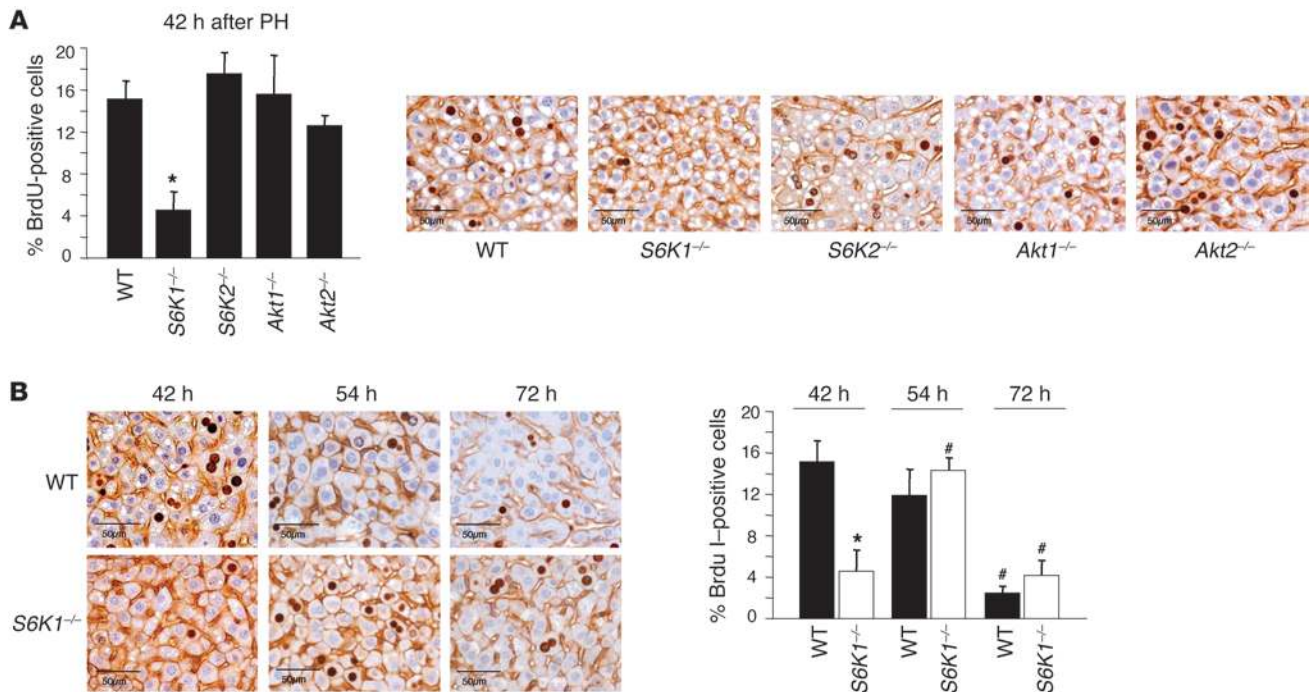 A
42 h after PH
% BrdU-positive cells
20
16
12
8
4
0
*
WT
S6K1–/–
S6K2–/–
Akt1–/–
Akt2–/–
50µm
50µm
50µm
50µm
50µm
WT
S6K1–/–
S6K2–/–
Akt1–/–
Akt2–/–
B
42 h
54 h
72 h
WT
50µm
50µm
50µm
S6K1–/–
50µm
50µm
50µm
42 h
54 h
72 h
% Brdu I–positive cells
20
16
12
8
4
0
*
#
#
#
WT
S6K1–/–
WT
S6K1–/–
WT
S6K1–/–